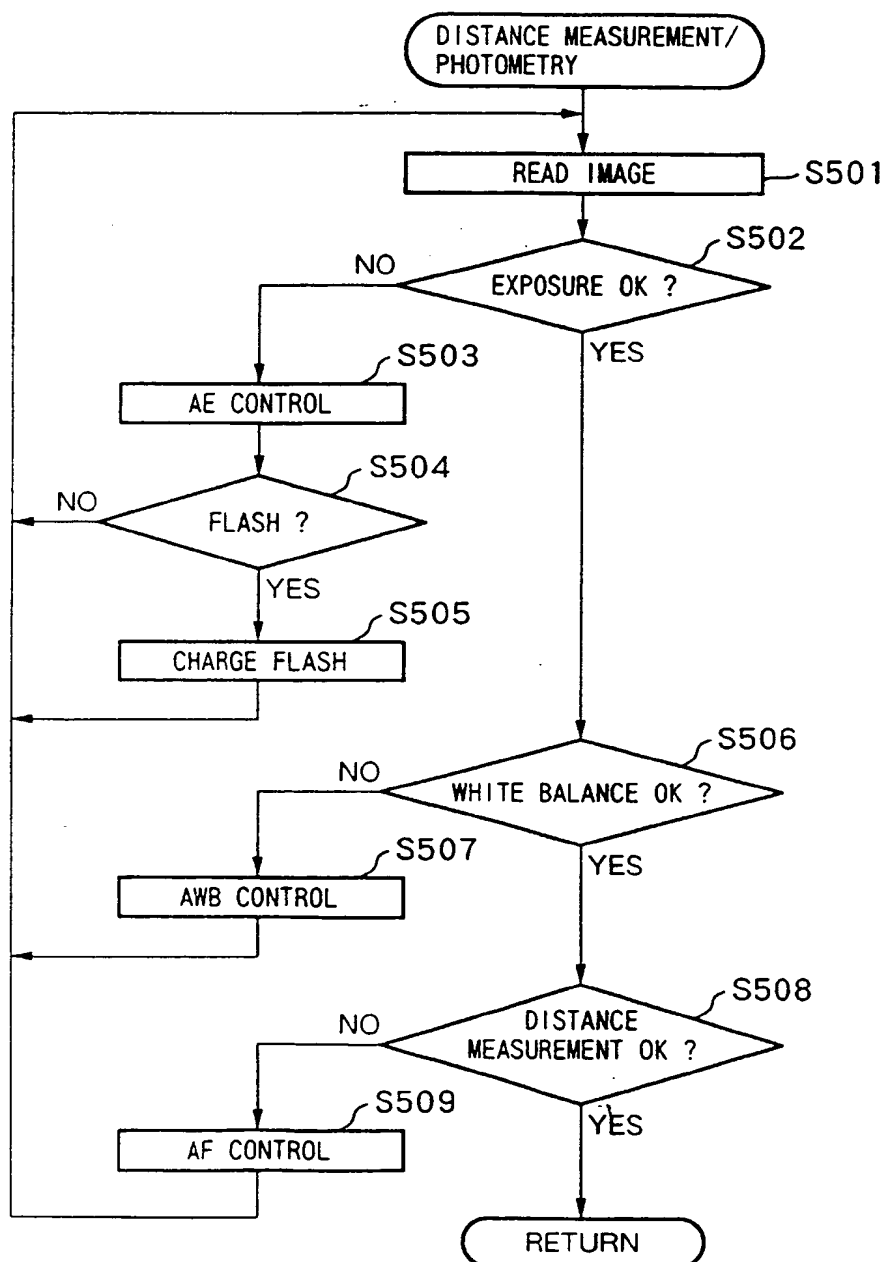 DISTANCE MEASUREMENT/
PHOTOMETRY
READ IMAGE
S501
S502
NO
EXPOSURE OK ?
YES
S503
AE CONTROL
S504
NO
FLASH ?
YES
S505
CHARGE FLASH
S506
NO
WHITE BALANCE OK ?
YES
S507
AWB CONTROL
S508
NO
DISTANCE
MEASUREMENT OK ?
YES
S509
AF CONTROL
RETURN